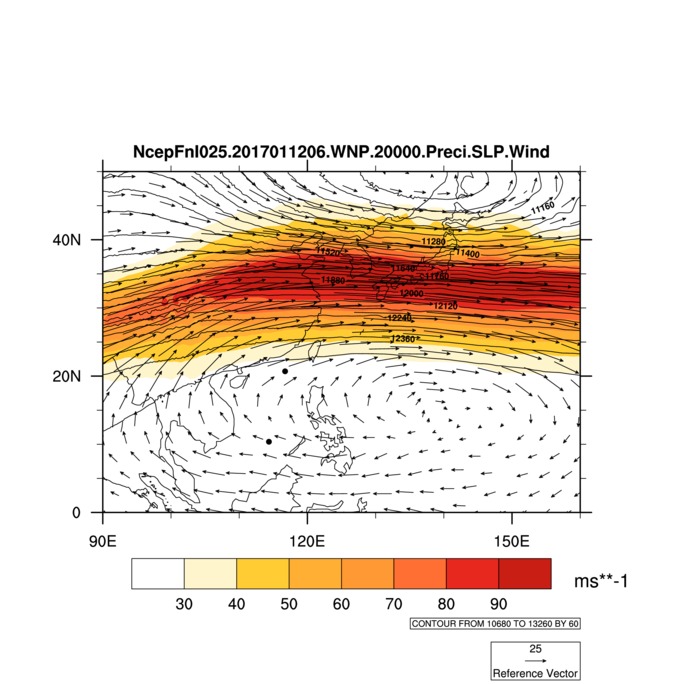 NcepFnl025.2017011206.WNP.20000.Preci.SLP.Wind
11160
40N
11280
11400
11520
11640
11760
11880
12000
12120
12240
12360
20N
0
90E 120E 150E
ms**-1
30 40 50 60 70 80 90
CONTOUR FROM 10680 TO 13260 BY 60
25
Reference Vector